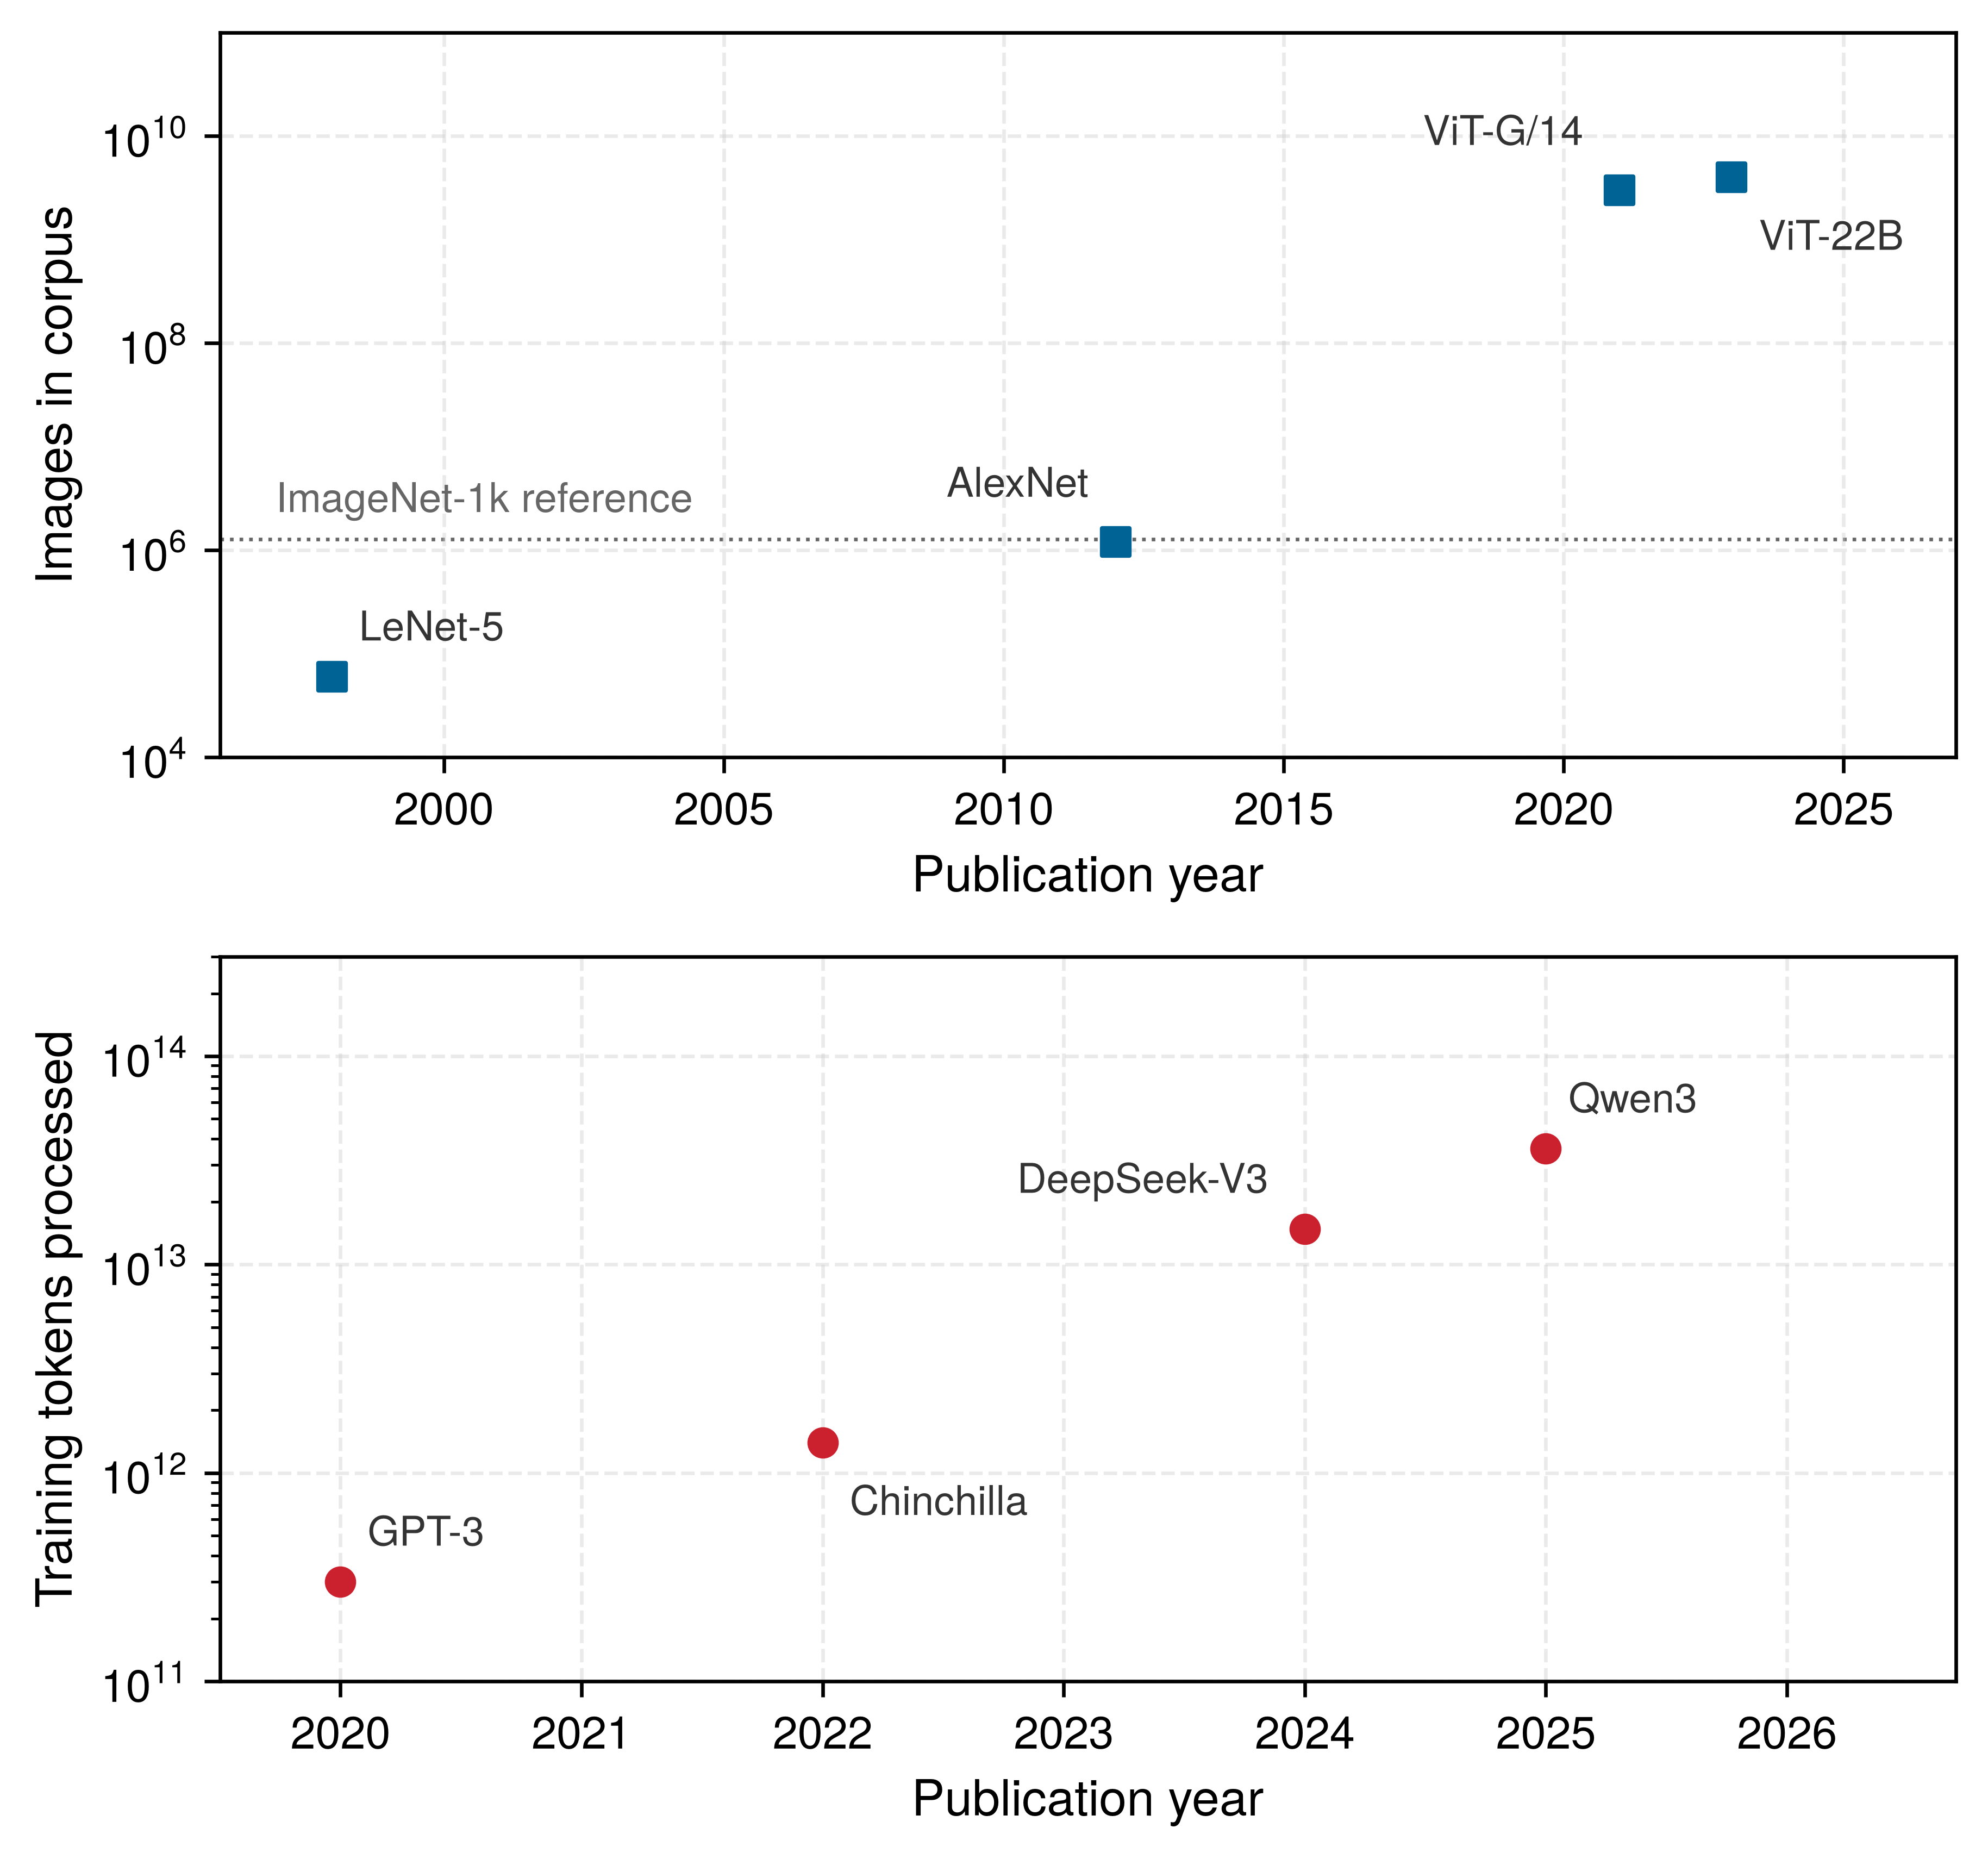 10^10
ViT-G/14
Images in corpus
ViT-22B
10^8
AlexNet
ImageNet-1k reference
10^6
LeNet-5
10^4
2000 2005 2010 2015 2020 2025
Publication year
10^14
Training tokens processed
Qwen3
DeepSeek-V3
10^13
10^12
Chinchilla
GPT-3
10^11
2020 2021 2022 2023 2024 2025 2026
Publication year